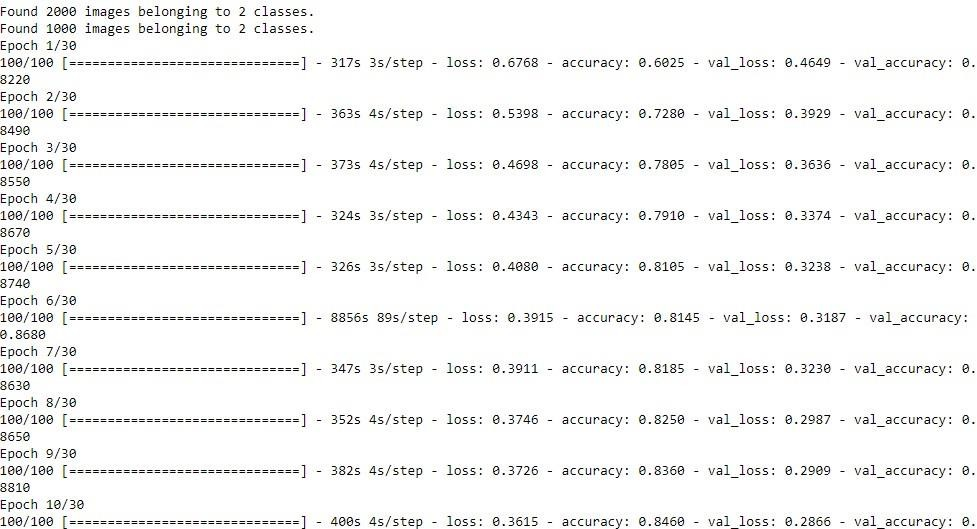 Found 2000 images belonging to 2 classes.
Found 1000 images belonging to 2 classes.
Epoch 1/30
100/100 [==============================] - 317s 3s/step - loss: 0.6768 - accuracy: 0.6025 - val_loss: 0.4649 - val_accuracy: 0.
8220
Epoch 2/30
100/100 [==============================] - 363s 4s/step - loss: 0.5398 - accuracy: 0.7280 - val_loss: 0.3929 - val_accuracy: 0.
8490
Epoch 3/30
100/100 [==============================] - 373s 4s/step - loss: 0.4698 - accuracy: 0.7805 - val_loss: 0.3636 - val_accuracy: 0.
8550
Epoch 4/30
100/100 [==============================] - 324s 3s/step - loss: 0.4343 - accuracy: 0.7910 - val_loss: 0.3374 - val_accuracy: 0.
8670
Epoch 5/30
100/100 [==============================] - 326s 3s/step - loss: 0.4080 - accuracy: 0.8105 - val_loss: 0.3238 - val_accuracy: 0.
8740
Epoch 6/30
100/100 [==============================] - 8856s 89s/step - loss: 0.3915 - accuracy: 0.8145 - val_loss: 0.3187 - val_accuracy:
0.8680
Epoch 7/30
100/100 [==============================] - 347s 3s/step - loss: 0.3911 - accuracy: 0.8185 - val_loss: 0.3230 - val_accuracy: 0.
8630
Epoch 8/30
100/100 [==============================] - 352s 4s/step - loss: 0.3746 - accuracy: 0.8250 - val_loss: 0.2987 - val_accuracy: 0.
8650
Epoch 9/30
100/100 [==============================] - 382s 4s/step - loss: 0.3726 - accuracy: 0.8360 - val_loss: 0.2909 - val_accuracy: 0.
8810
Epoch 10/30
100/100 [==============================] - 400s 4s/step - loss: 0.3615 - accuracy: 0.8460 - val_loss: 0.2866 - val_accuracy: 0.